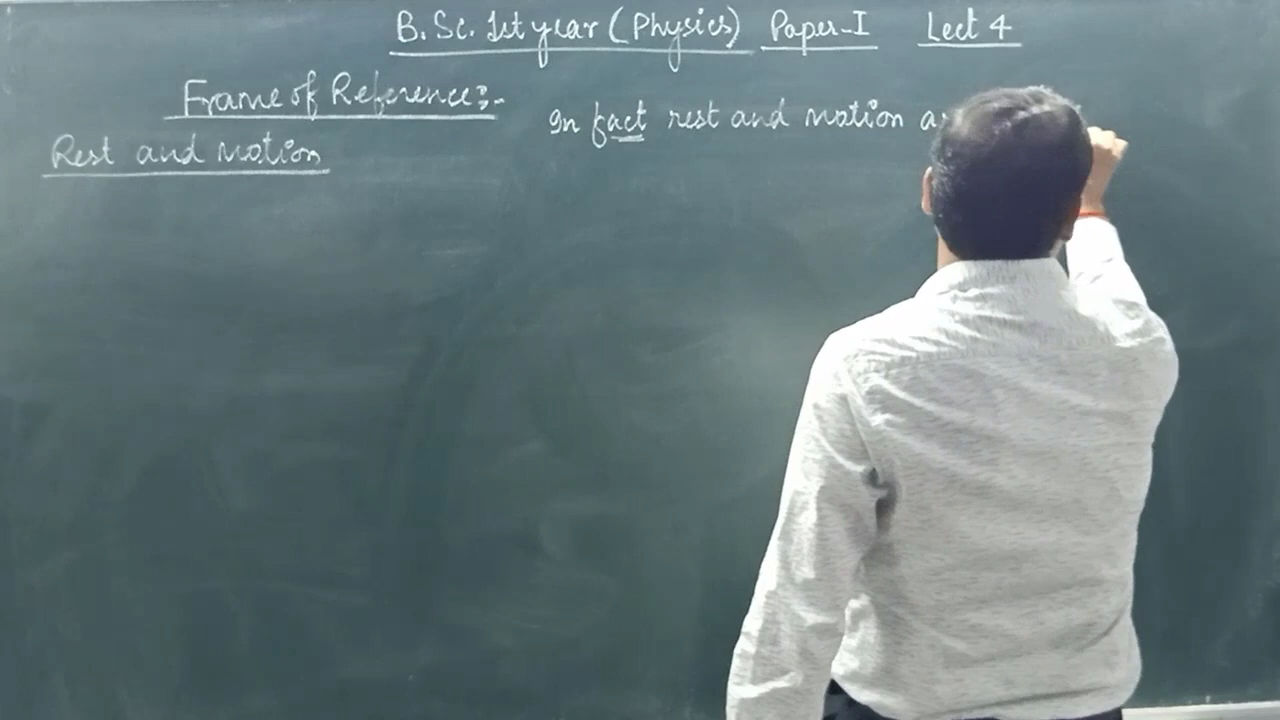 B.Sc. 1st year (Physics) Paper-I Lect 4
Frame of Reference:-
In fact rest and motion
Rest and motion